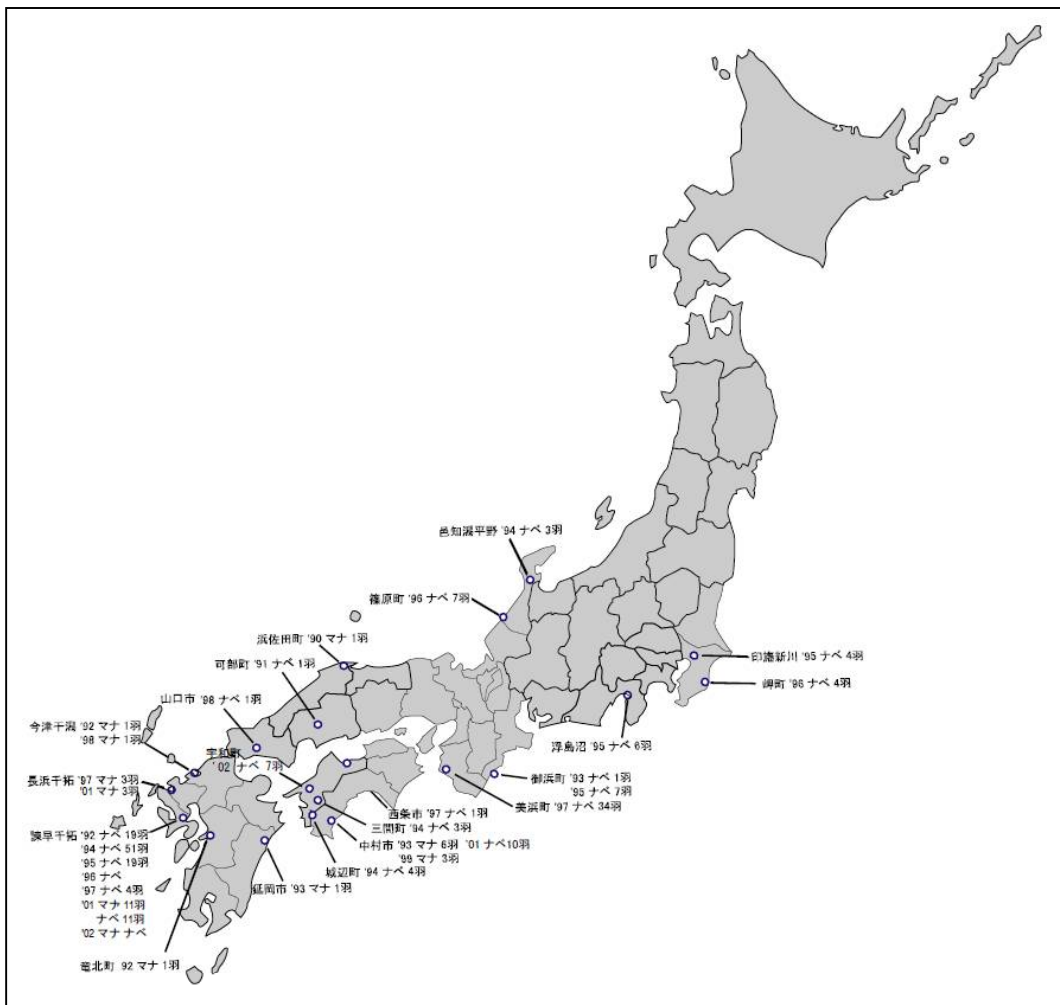 邑知潟平野 '94 ナベ 3羽
篠原町 '96 ナベ 7羽
浜佐田町 '90 マナ 1羽
可部町 '91 ナベ 1羽
山口市 '98 ナベ 1羽
今津干潟 '92 マナ 1羽
'98 マナ 1羽
宇和町
'02 ナベ 7羽
長浜干拓 '97 マナ 3羽
'01 マナ 3羽
諫早干拓 '92 ナベ 19羽
'94 ナベ 51羽
'95 ナベ 19羽
'96 ナベ
'97 ナベ 4羽
'01 マナ 11羽
ナベ 11羽
'02 マナ ナベ
竜北町 '92 マナ 1羽
延岡市 '93 マナ 1羽
城辺町 '94 ナベ 4羽
中村市 '93 マナ 6羽 '01 ナベ10羽
'99 マナ 3羽
三間町 '94 ナベ 3羽
西条市 '97 ナベ 1羽
美浜町 '97 ナベ 34羽
御浜町 '93 ナベ 1羽
'95 ナベ 7羽
浮島沼 '95 ナベ 6羽
印旛新川 '95 ナベ 4羽
岬町 '96 ナベ 4羽